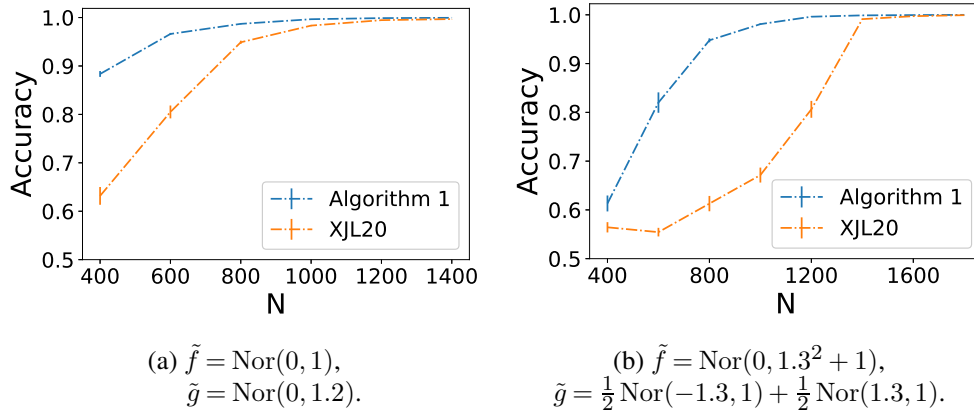 1.0
0.9
0.8
0.7
0.6
0.5
Accuracy
Algorithm 1
XJL20
400 600 800 1000 1200 1400
N
1.0
0.9
0.8
0.7
0.6
0.5
Accuracy
Algorithm 1
XJL20
400 800 1200 1600
N
(a) f̃ = Nor(0, 1),
g̃ = Nor(0, 1.2).
(b) f̃ = Nor(0, 1.3² + 1),
g̃ = ½ Nor(−1.3, 1) + ½ Nor(1.3, 1).